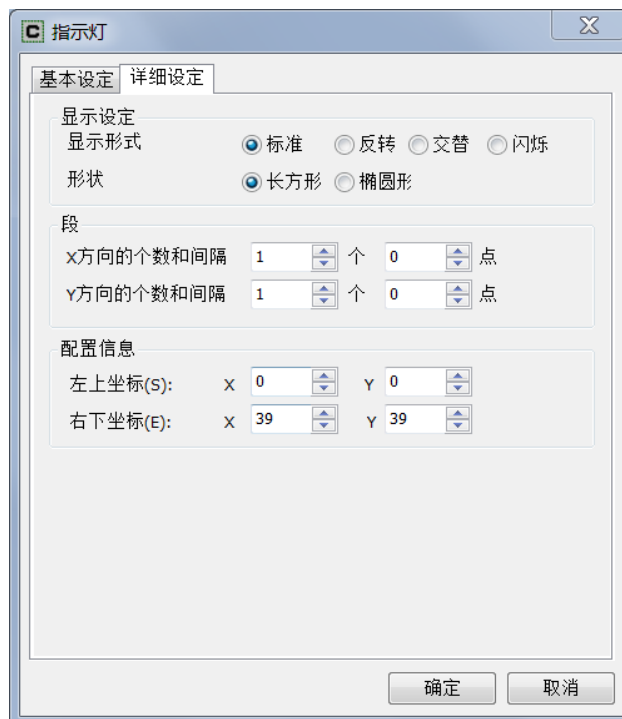 C 指示灯
基本设定 详细设定
显示设定
显示形式 标准 反转 交替 闪烁
形状 长方形 椭圆形
段
X方向的个数和间隔 1 个 0 点
Y方向的个数和间隔 1 个 0 点
配置信息
左上坐标(S): X 0 Y 0
右下坐标(E): X 39 Y 39
确定 取消